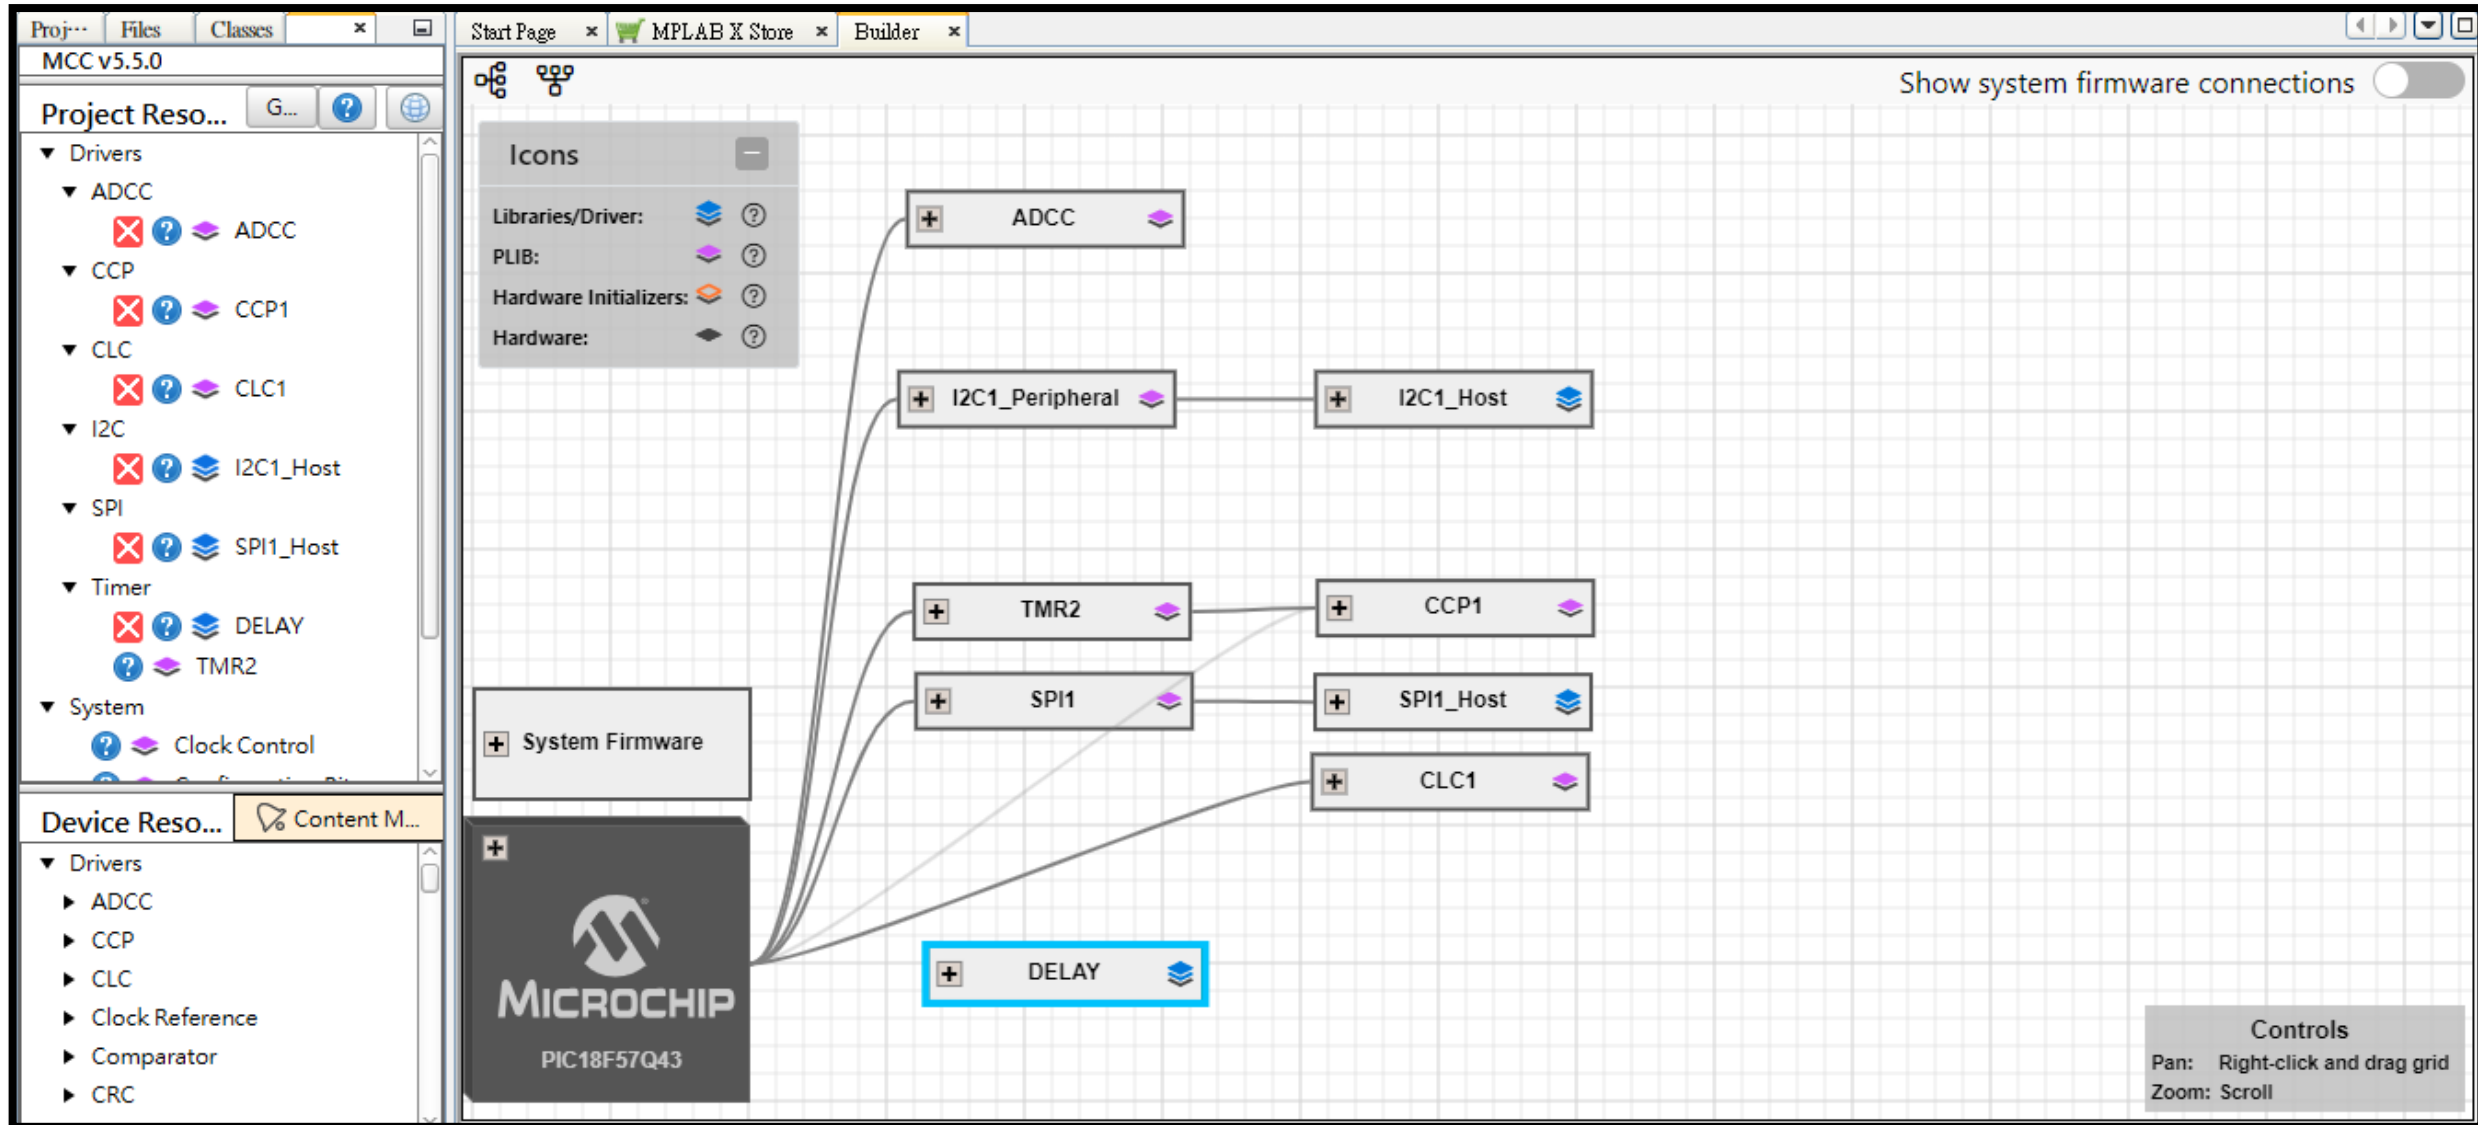 Proj...
Files
Classes
MCC v5.5.0
Project Reso...
G...
Drivers
ADCC
ADCC
CCP
CCP1
CLC
CLC1
I2C
I2C1_Host
SPI
SPI1_Host
Timer
DELAY
TMR2
System
Clock Control
Device Reso...
Content M...
Drivers
ADCC
CCP
CLC
Clock Reference
Comparator
CRC
Start Page
MPLAB X Store
Builder
Show system firmware connections
Icons
Libraries/Driver:
PLIB:
Hardware Initializers:
Hardware:
ADCC
I2C1_Peripheral
I2C1_Host
TMR2
CCP1
SPI1
SPI1_Host
CLC1
System Firmware
DELAY
MICROCHIP
PIC18F57Q43
Controls
Pan: Right-click and drag grid
Zoom: Scroll